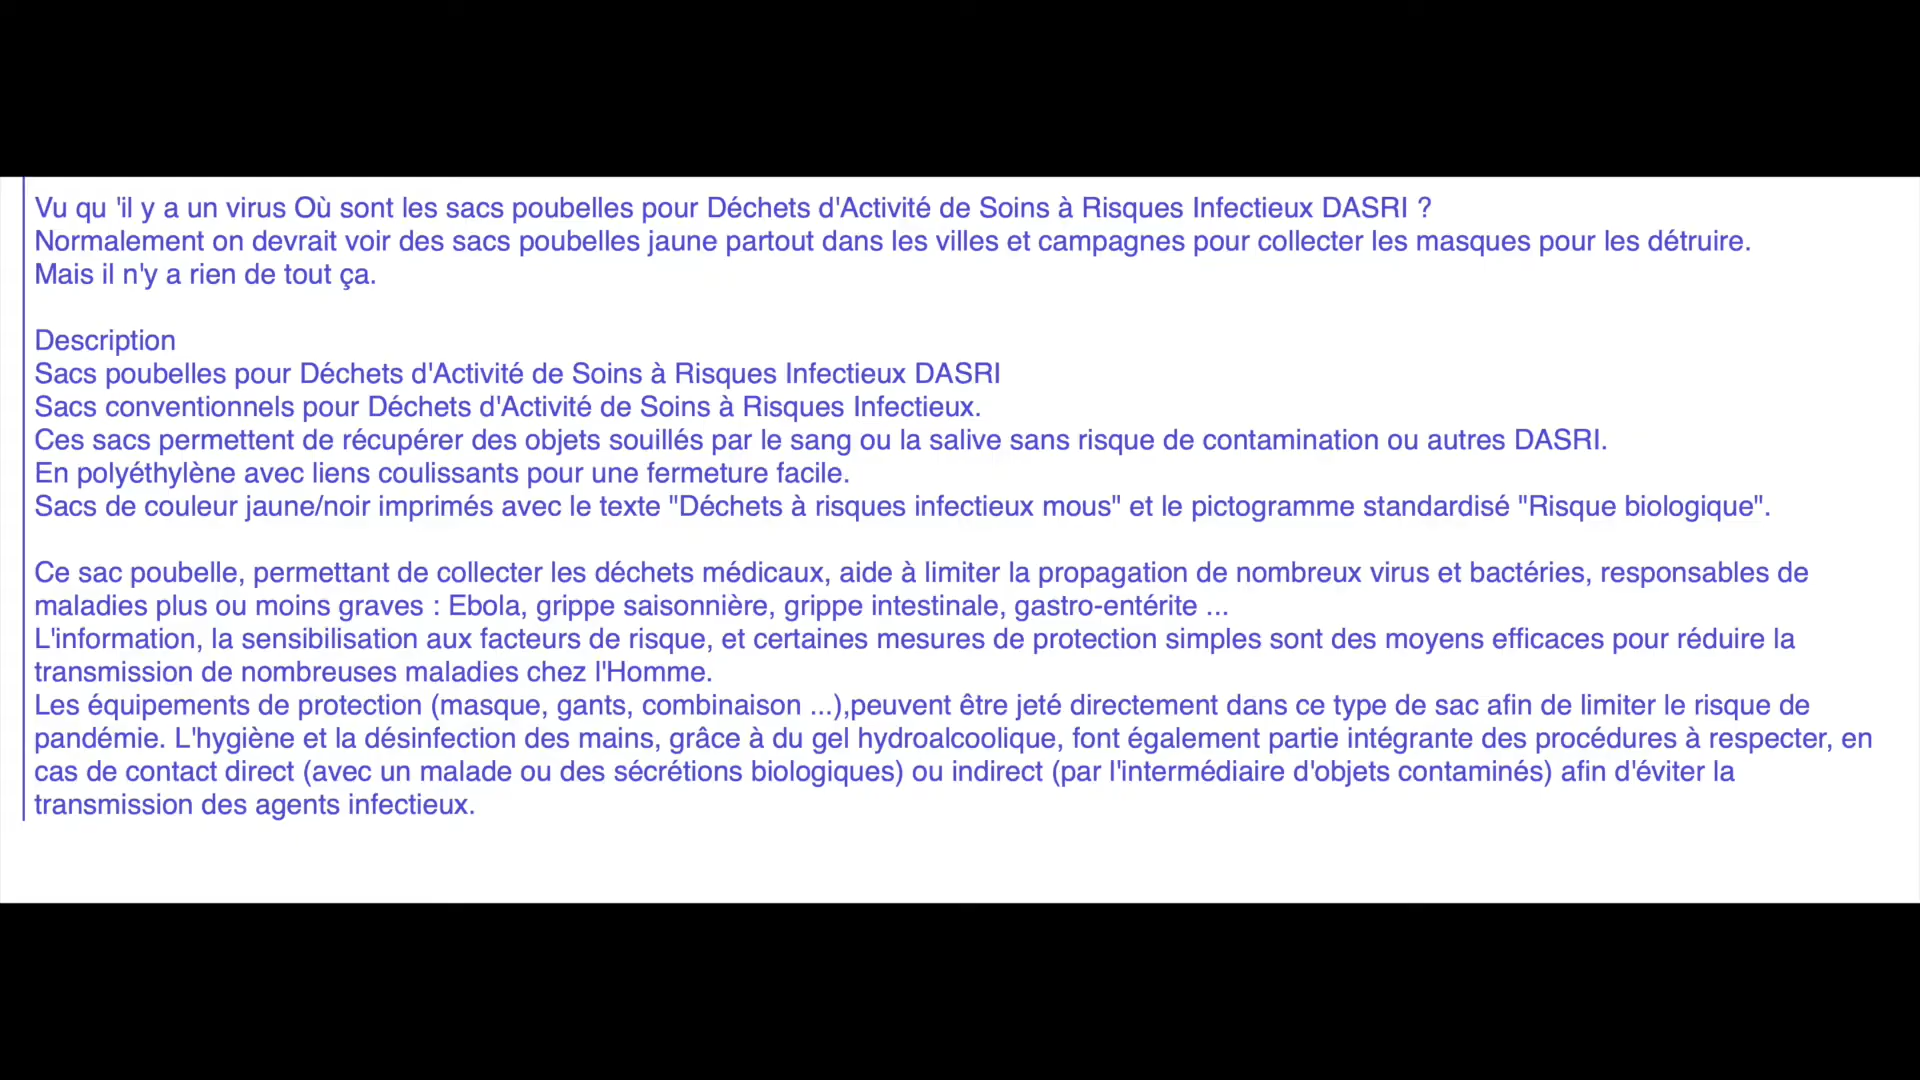 Vu qu 'il y a un virus Où sont les sacs poubelles pour Déchets d'Activité de Soins à Risques Infectieux DASRI ?
Normalement on devrait voir des sacs poubelles jaune partout dans les villes et campagnes pour collecter les masques pour les détruire.
Mais il n'y a rien de tout ça.
Description
Sacs poubelles pour Déchets d'Activité de Soins à Risques Infectieux DASRI
Sacs conventionnels pour Déchets d'Activité de Soins à Risques Infectieux.
Ces sacs permettent de récupérer des objets souillés par le sang ou la salive sans risque de contamination ou autres DASRI.
En polyéthylène avec liens coulissants pour une fermeture facile.
Sacs de couleur jaune/noir imprimés avec le texte "Déchets à risques infectieux mous" et le pictogramme standardisé "Risque biologique".
Ce sac poubelle, permettant de collecter les déchets médicaux, aide à limiter la propagation de nombreux virus et bactéries, responsables de
maladies plus ou moins graves : Ebola, grippe saisonnière, grippe intestinale, gastro-entérite ...
L'information, la sensibilisation aux facteurs de risque, et certaines mesures de protection simples sont des moyens efficaces pour réduire la
transmission de nombreuses maladies chez l'Homme.
Les équipements de protection (masque, gants, combinaison ...),peuvent être jeté directement dans ce type de sac afin de limiter le risque de
pandémie. L'hygiène et la désinfection des mains, grâce à du gel hydroalcoolique, font également partie intégrante des procédures à respecter, en
cas de contact direct (avec un malade ou des sécrétions biologiques) ou indirect (par l'intermédiaire d'objets contaminés) afin d'éviter la
transmission des agents infectieux.